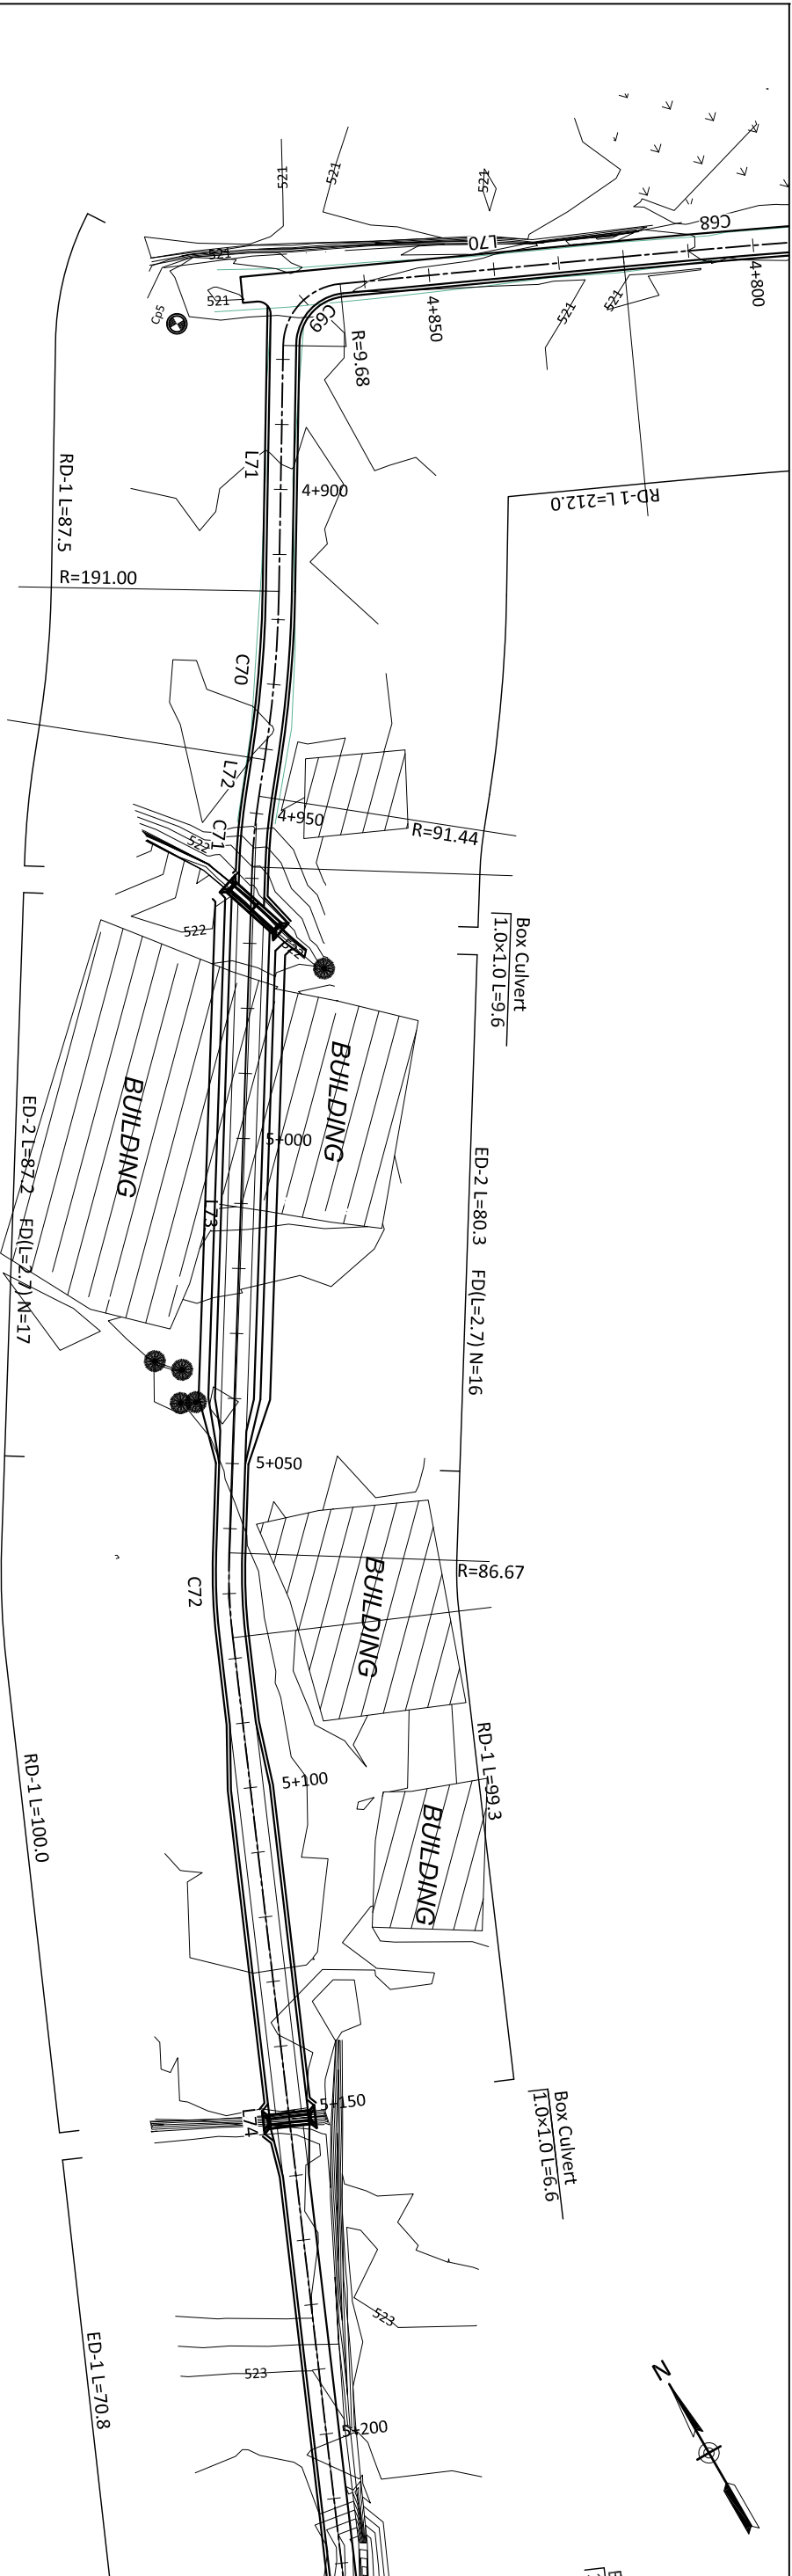 521
521
521
C68
L70
4+800
521
521
521
521
4+850
C69
Cp5
R=9.68
L71
RD-1 L=87.5
4+900
RD-1 L=212.0
R=191.00
C70
L72
4+950
R=91.44
C71
522
522
522
Box Culvert
1.0×1.0 L=9.6
BUILDING
BUILDING
5+000
ED-2 L=87.2 FD(L=2.7) N=17
ED-2 L=80.3 FD(L=2.7) N=16
L73
5+050
R=86.67
C72
BUILDING
5+100
RD-1 L=100.0
RD-1 L=99.3
BUILDING
5+150
L74
Box Culvert
1.0×1.0 L=6.6
523
523
ED-1 L=70.8
N
5+200